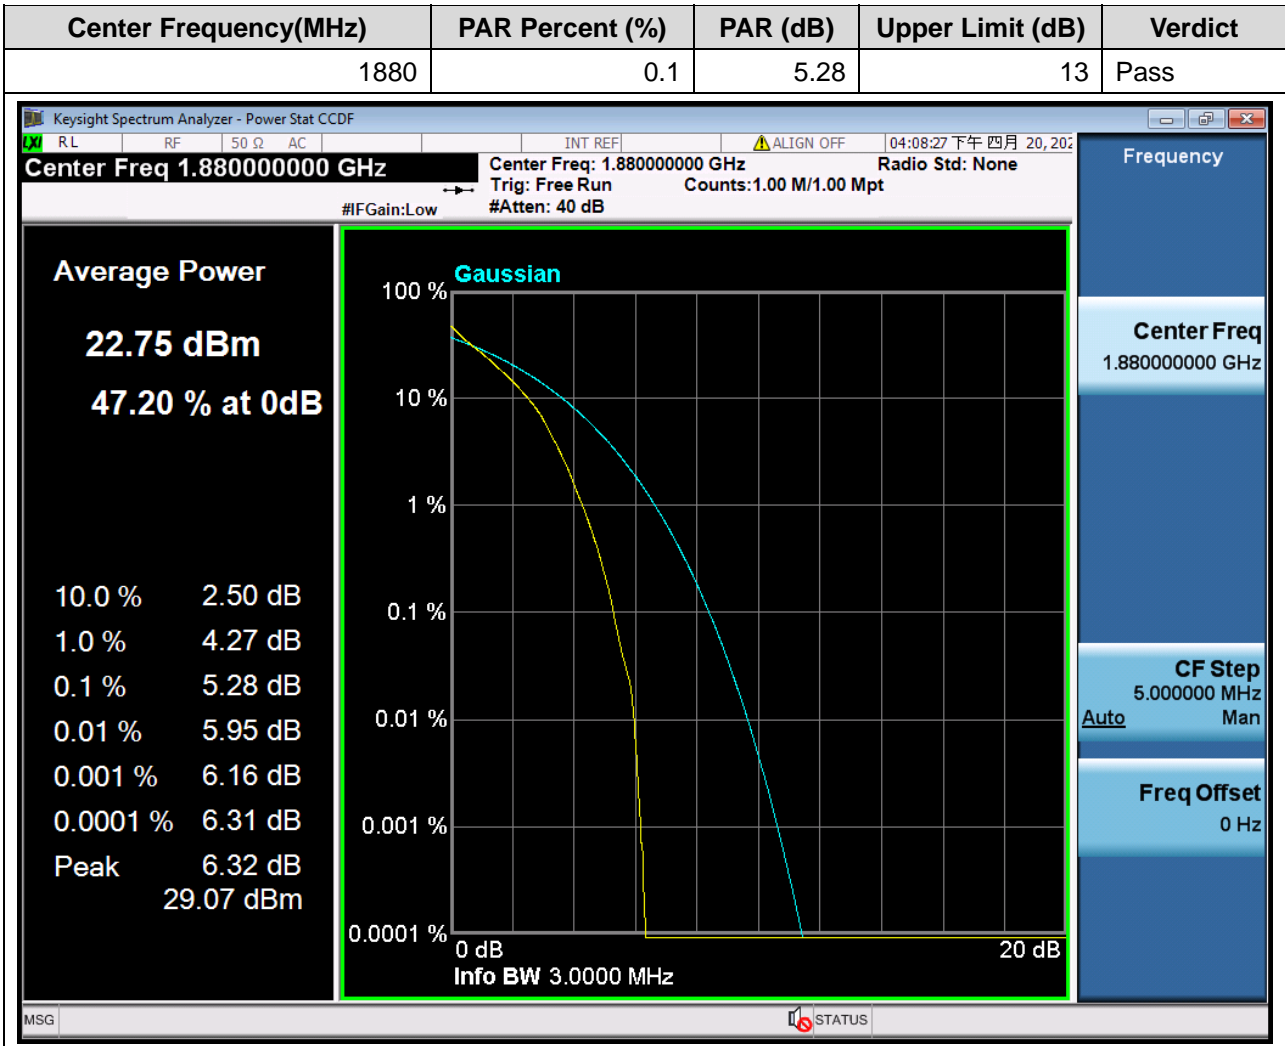 Center Frequency(MHz) PAR Percent (%) PAR (dB) Upper Limit (dB) Verdict
1880 0.1 5.28 13 Pass
Keysight Spectrum Analyzer - Power Stat CCDF
LXI RL RF 50 Ω AC INT REF ALIGN OFF 04:08:27 下午 四月 20, 202
Center Freq 1.880000000 GHz
Center Freq: 1.880000000 GHz Radio Std: None
Trig: Free Run Counts:1.00 M/1.00 Mpt
#IFGain:Low #Atten: 40 dB
Average Power
22.75 dBm
47.20 % at 0dB
10.0 % 2.50 dB
1.0 % 4.27 dB
0.1 % 5.28 dB
0.01 % 5.95 dB
0.001 % 6.16 dB
0.0001 % 6.31 dB
Peak 6.32 dB
29.07 dBm
Gaussian
100 %
10 %
1 %
0.1 %
0.01 %
0.001 %
0.0001 %
0 dB 20 dB
Info BW 3.0000 MHz
Frequency
Center Freq
1.880000000 GHz
CF Step
5.000000 MHz
Auto Man
Freq Offset
0 Hz
MSG STATUS